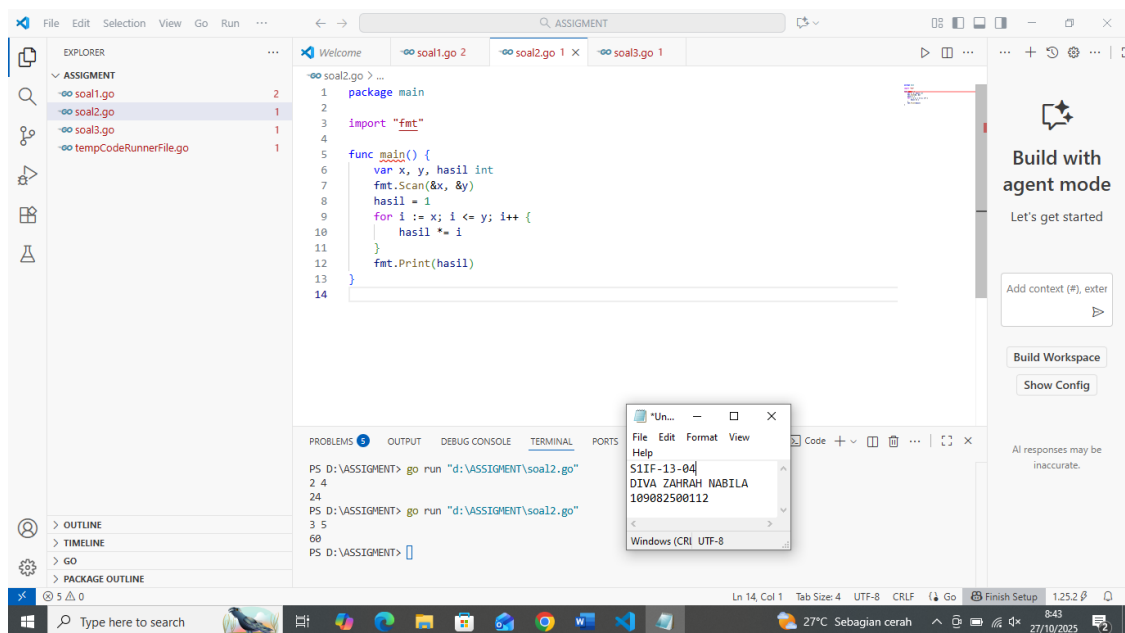 File Edit Selection View Go Run ···
ASSIGMENT
EXPLORER ···
ASSIGMENT
soal1.go 2
soal2.go 1
soal3.go 1
tempCodeRunnerFile.go 1
OUTLINE
TIMELINE
GO
PACKAGE OUTLINE
Welcome soal1.go 2 soal2.go 1 soal3.go 1
soal2.go > ...
1 package main
2
3 import "fmt"
4
5 func main() {
6 var x, y, hasil int
7 fmt.Scan(&x, &y)
8 hasil = 1
9 for i := x; i <= y; i++ {
10 hasil *= i
11 }
12 fmt.Print(hasil)
13 }
14
PROBLEMS 5 OUTPUT DEBUG CONSOLE TERMINAL PORTS Code
PS D:\ASSIGMENT> go run "d:\ASSIGMENT\soal2.go"
2 4
24
PS D:\ASSIGMENT> go run "d:\ASSIGMENT\soal2.go"
3 5
60
PS D:\ASSIGMENT>
*Un...
File Edit Format View
Help
S1IF-13-04
DIVA ZAHRAH NABILA
109082500112
Windows (CRL UTF-8
Build with
agent mode
Let's get started
Add context (#), exter
Build Workspace
Show Config
AI responses may be
inaccurate.
5 0 Ln 14, Col 1 Tab Size: 4 UTF-8 CRLF Go Finish Setup 1.25.2
Type here to search 27°C Sebagian cerah 8:43
27/10/2025 2